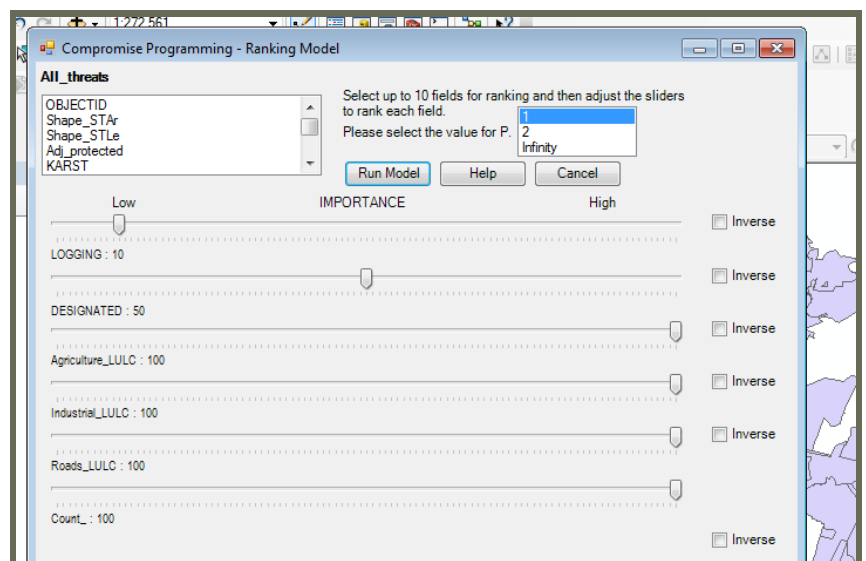 1:272,561
Compromise Programming - Ranking Model
All_threats
OBJECTID
Shape_STAr
Shape_STLe
Adj_protected
KARST
Select up to 10 fields for ranking and then adjust the sliders
to rank each field.
Please select the value for P.
1
2
Infinity
Run Model
Help
Cancel
Low
IMPORTANCE
High
Inverse
LOGGING : 10
Inverse
DESIGNATED : 50
Inverse
Agriculture_LULC : 100
Inverse
Industrial_LULC : 100
Inverse
Roads_LULC : 100
Count_ : 100
Inverse